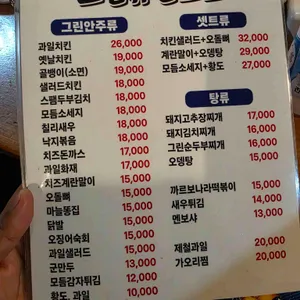 그린안주류
과일치킨 26,000
옛날치킨 19,000
골뱅이(소면) 19,000
샐러드치킨 18,000
스팸두부김치 18,000
모듬소세지 18,000
칠리새우 18,000
낙지볶음 18,000
치즈돈까스 17,000
과일화채 17,000
치즈계란말이 15,000
오돌뼈 15,000
마늘똥집 15,000
닭발 15,000
오징어숙회 15,000
과일샐러드 15,000
군만두 13,000
모듬감자튀김 12,000
황도, 과일 10,000
셋트류
치킨샐러드+오돌뼈 32,000
계란말이+오뎅탕 29,000
모듬소세지+황도 27,000
탕류
돼지고추장찌개 17,000
돼지김치찌개 16,000
그린순두부찌개 16,000
오뎅탕 15,000
까르보나라떡볶이 15,000
새우튀김 14,000
멘보샤 13,000
제철과일 20,000
가오리찜 20,000